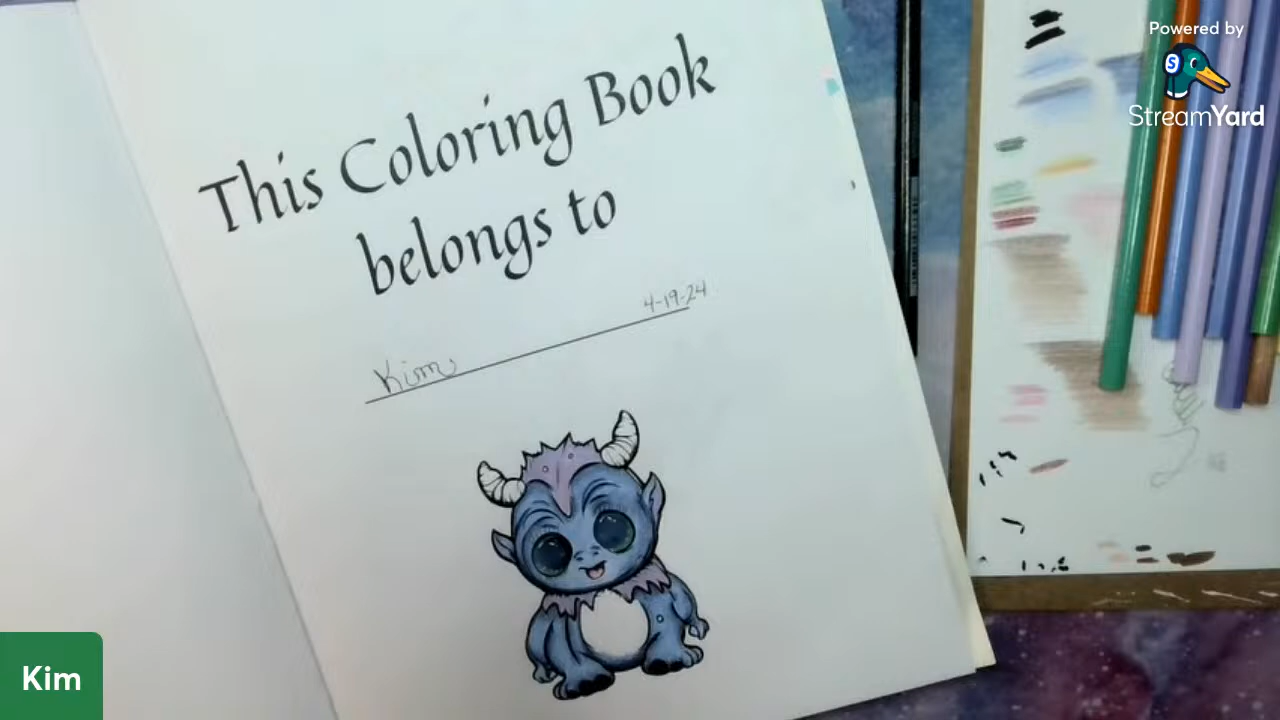 This Coloring Book
belongs to
4-19-24
Kim
Powered by
StreamYard
Kim